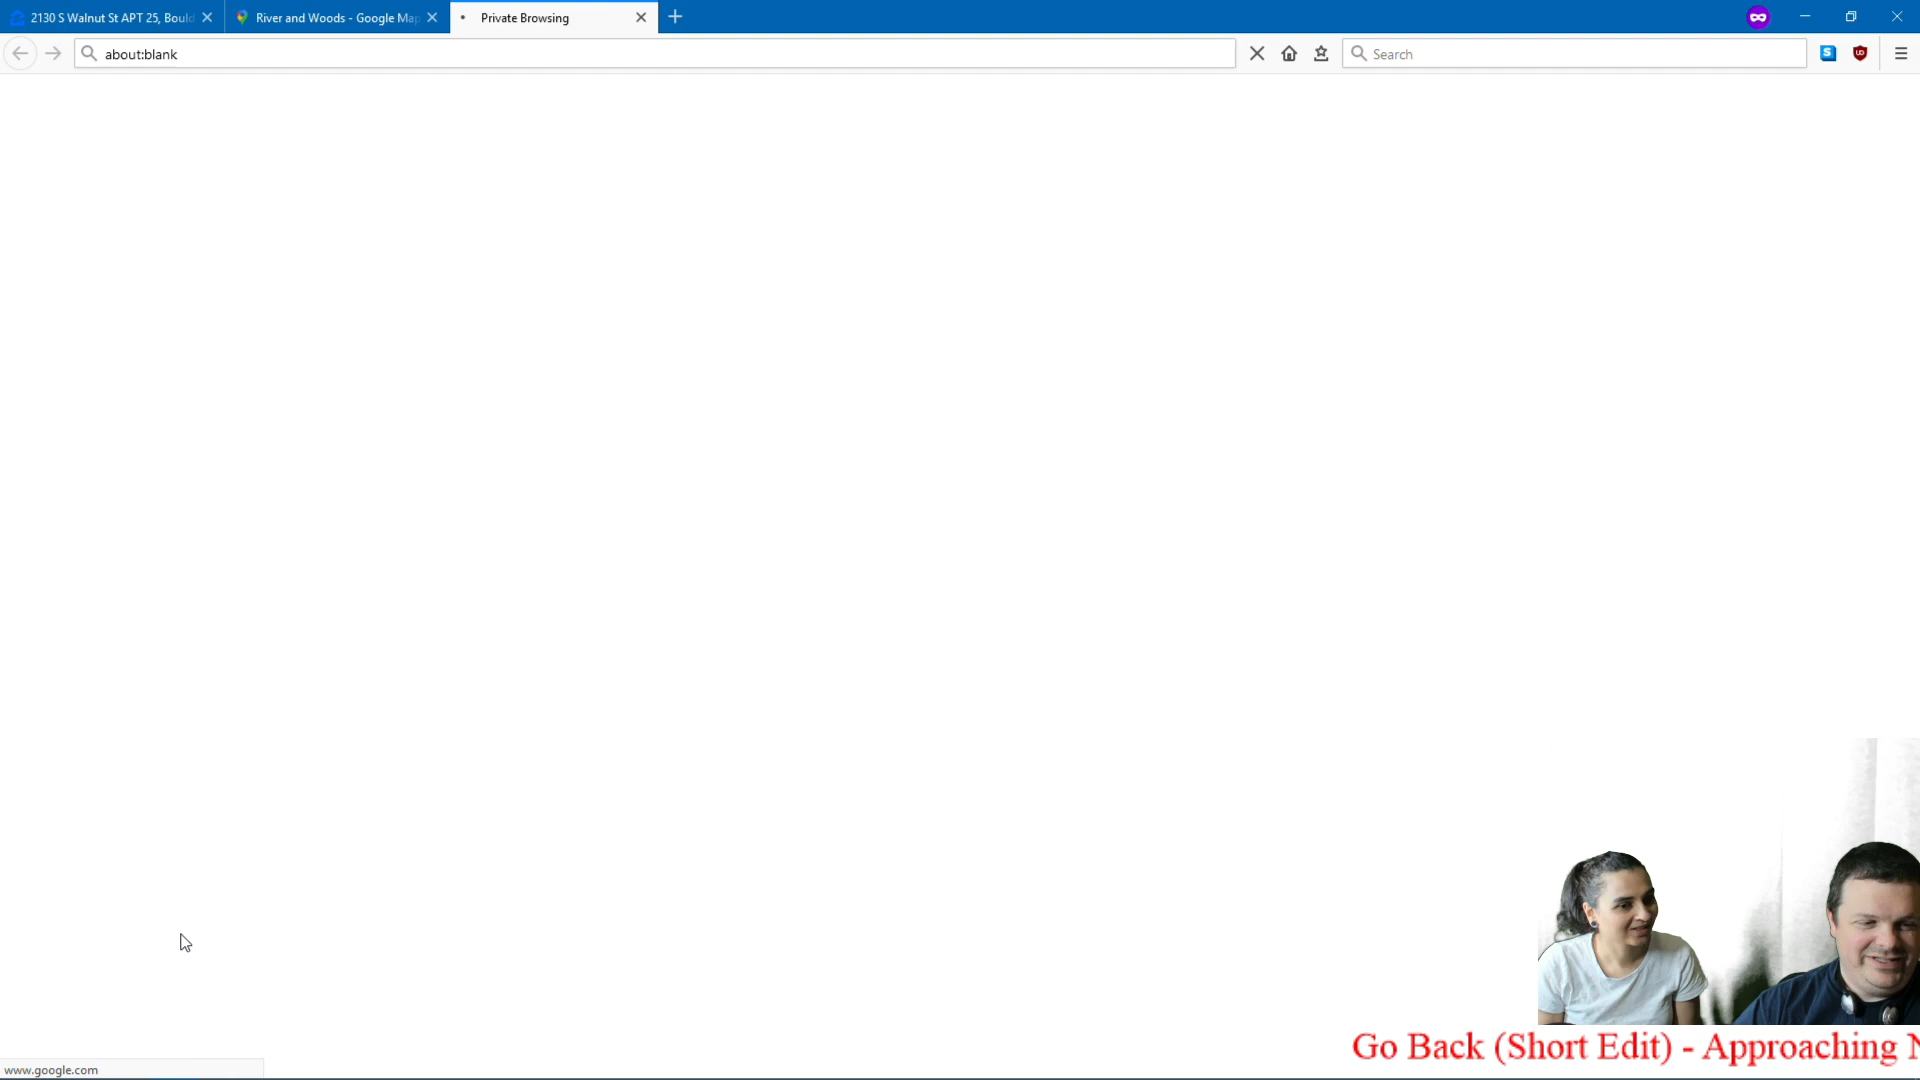 2130 S Walnut St APT 25, Bould
River and Woods - Google Map
Private Browsing
about:blank
Search
S
www.google.com
Go Back (Short Edit) - Approaching N